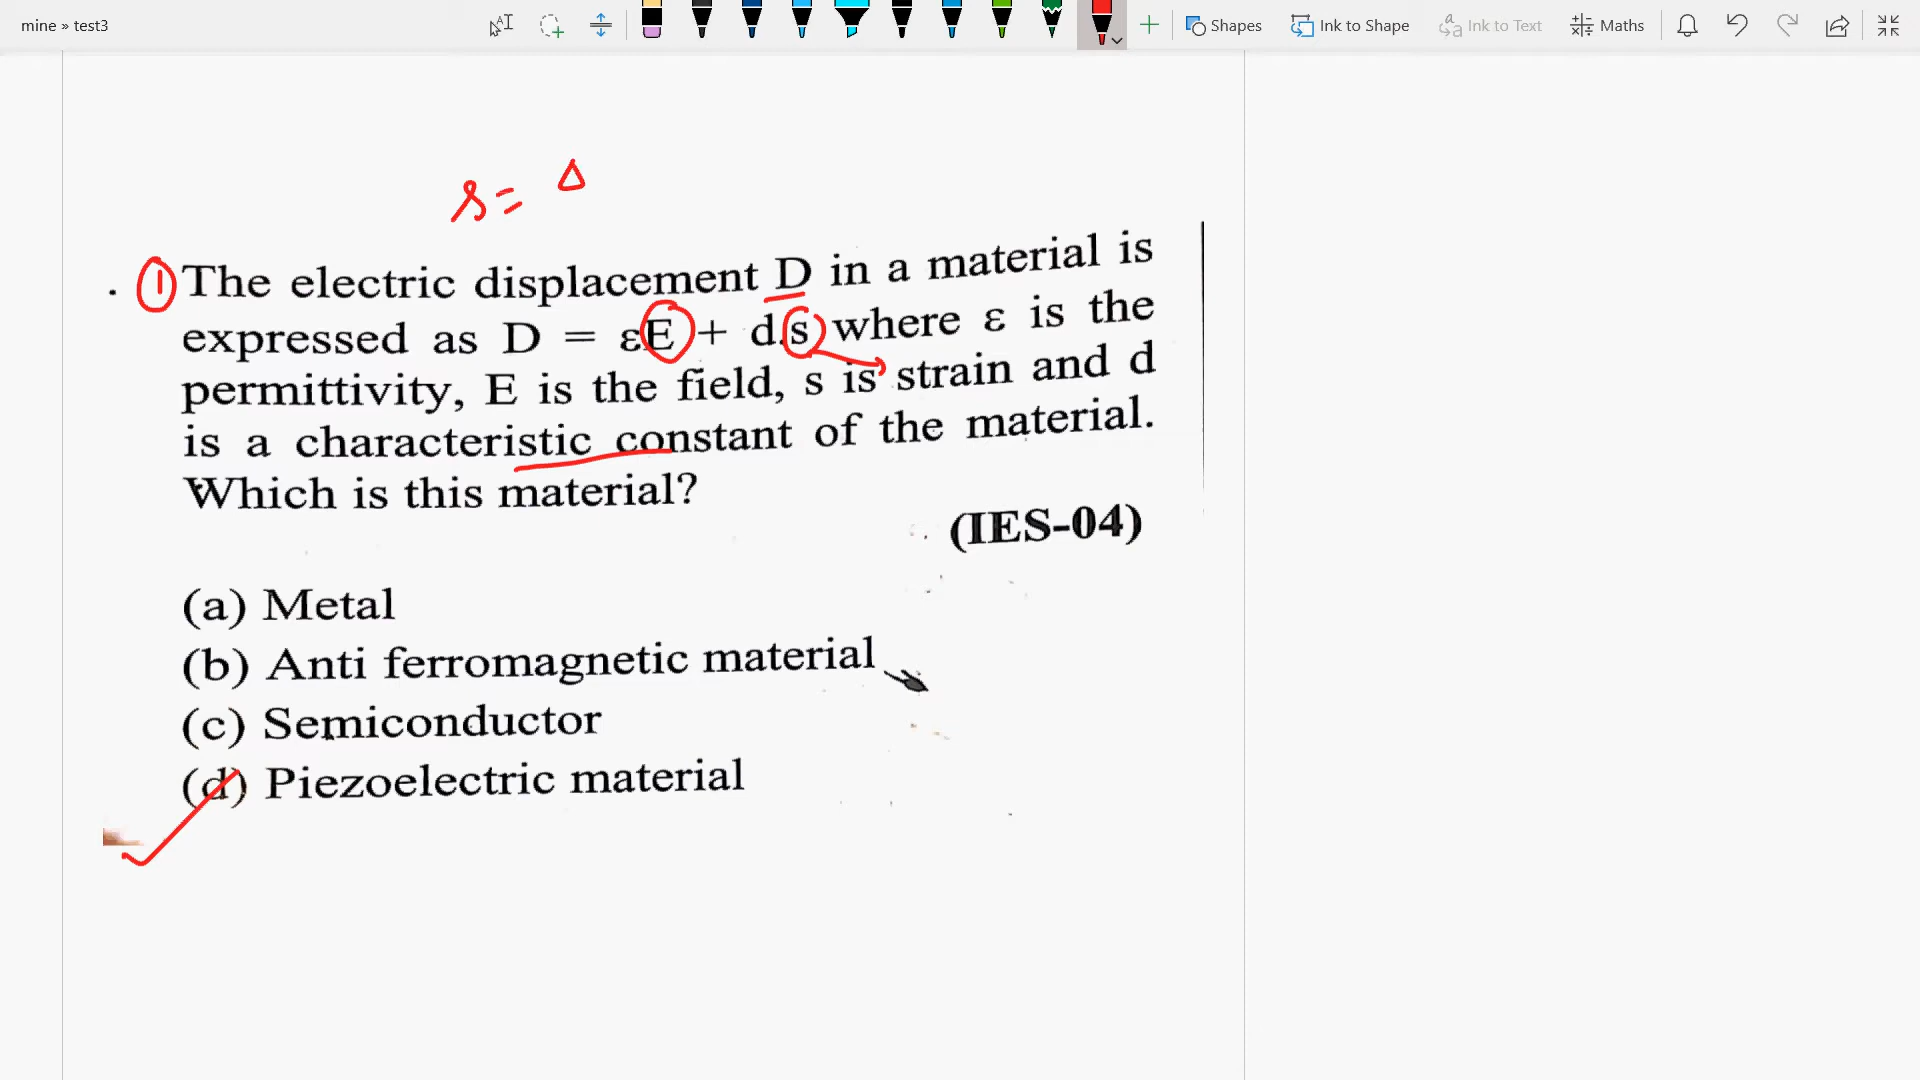 mine » test3
Shapes
Ink to Shape
Ink to Text
Maths
s = Δ
. ① The electric displacement D in a material is
expressed as D = εE + d.s where ε is the
permittivity, E is the field, s is strain and d
is a characteristic constant of the material.
Which is this material?
(IES-04)
(a) Metal
(b) Anti ferromagnetic material
(c) Semiconductor
(d) Piezoelectric material